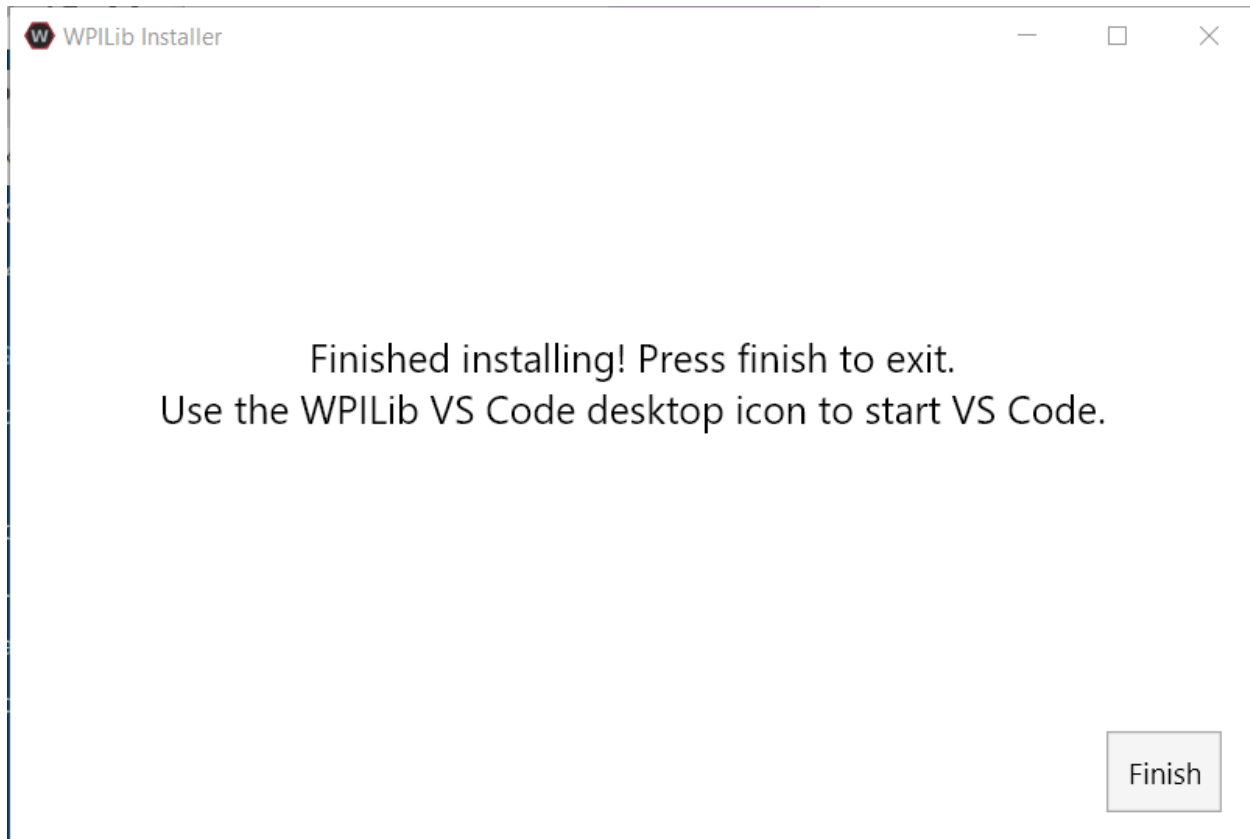 WPILib Installer
Finished installing! Press finish to exit.
Use the WPILib VS Code desktop icon to start VS Code.
Finish